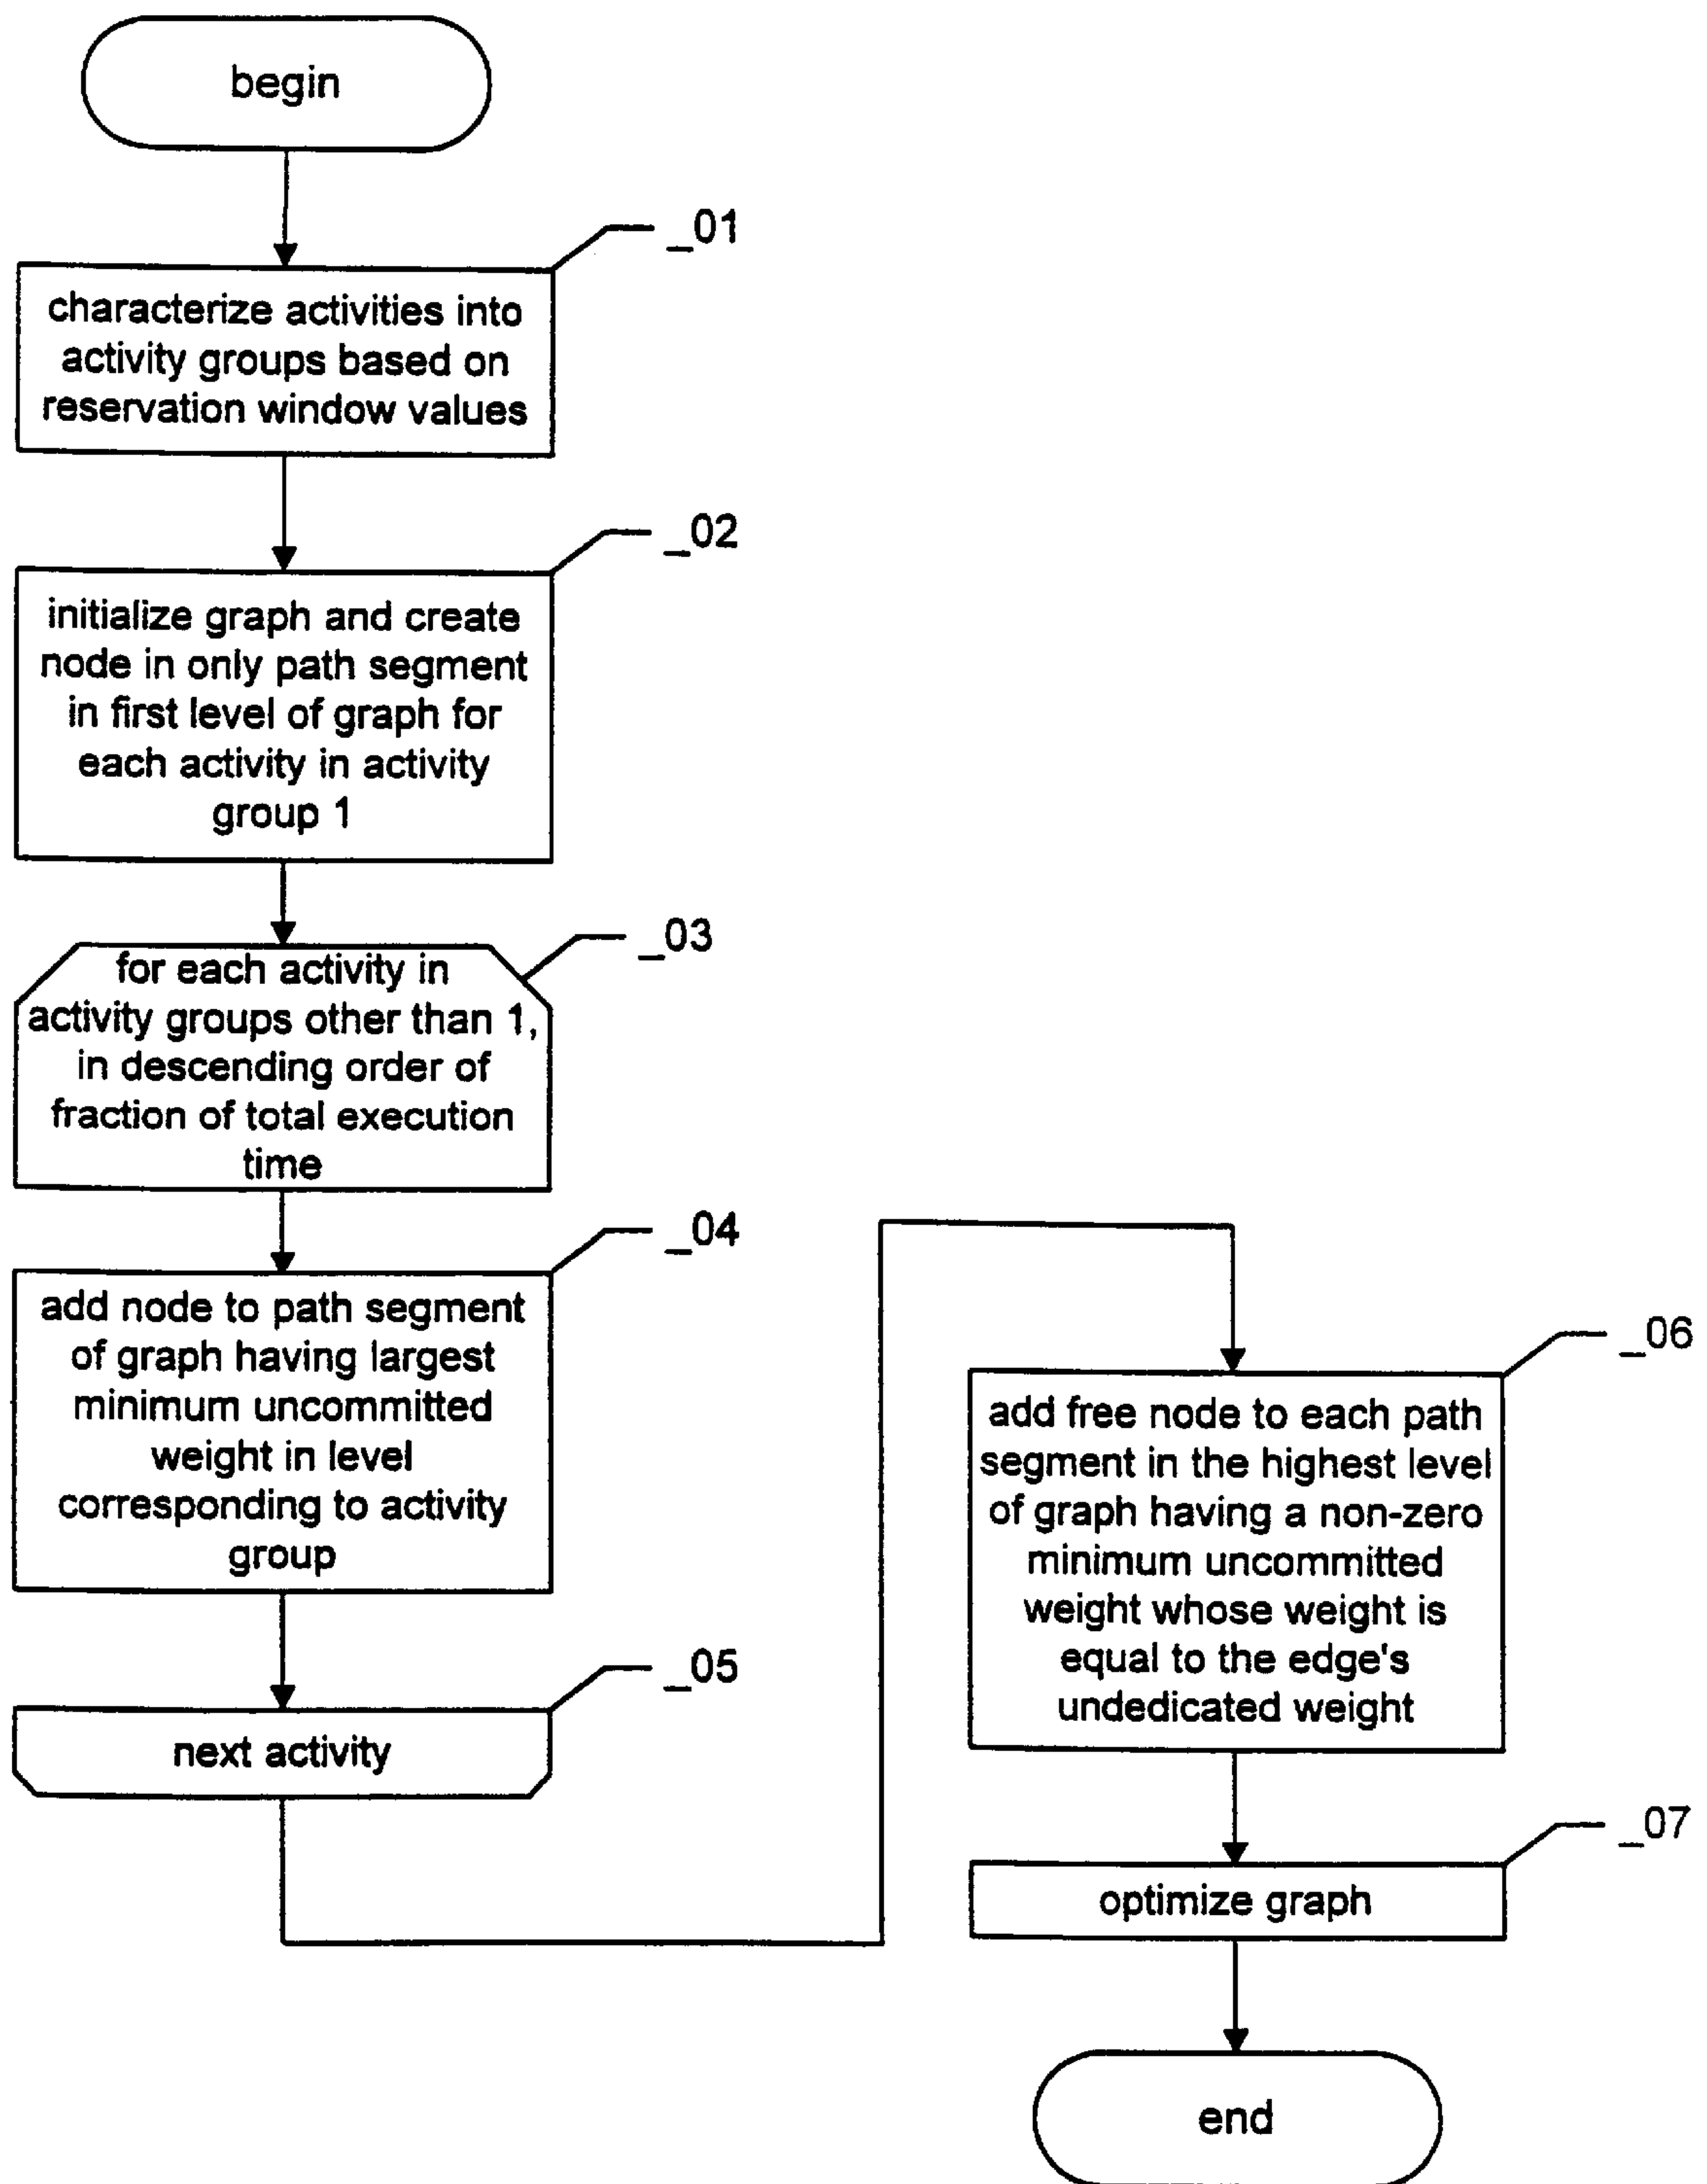 begin
_01
characterize activities into
activity groups based on
reservation window values
_02
initialize graph and create
node in only path segment
in first level of graph for
each activity in activity
group 1
_03
for each activity in
activity groups other than 1,
in descending order of
fraction of total execution
time
_04
add node to path segment
of graph having largest
minimum uncommitted
weight in level
corresponding to activity
group
_05
next activity
_06
add free node to each path
segment in the highest level
of graph having a non-zero
minimum uncommitted
weight whose weight is
equal to the edge's
undedicated weight
_07
optimize graph
end